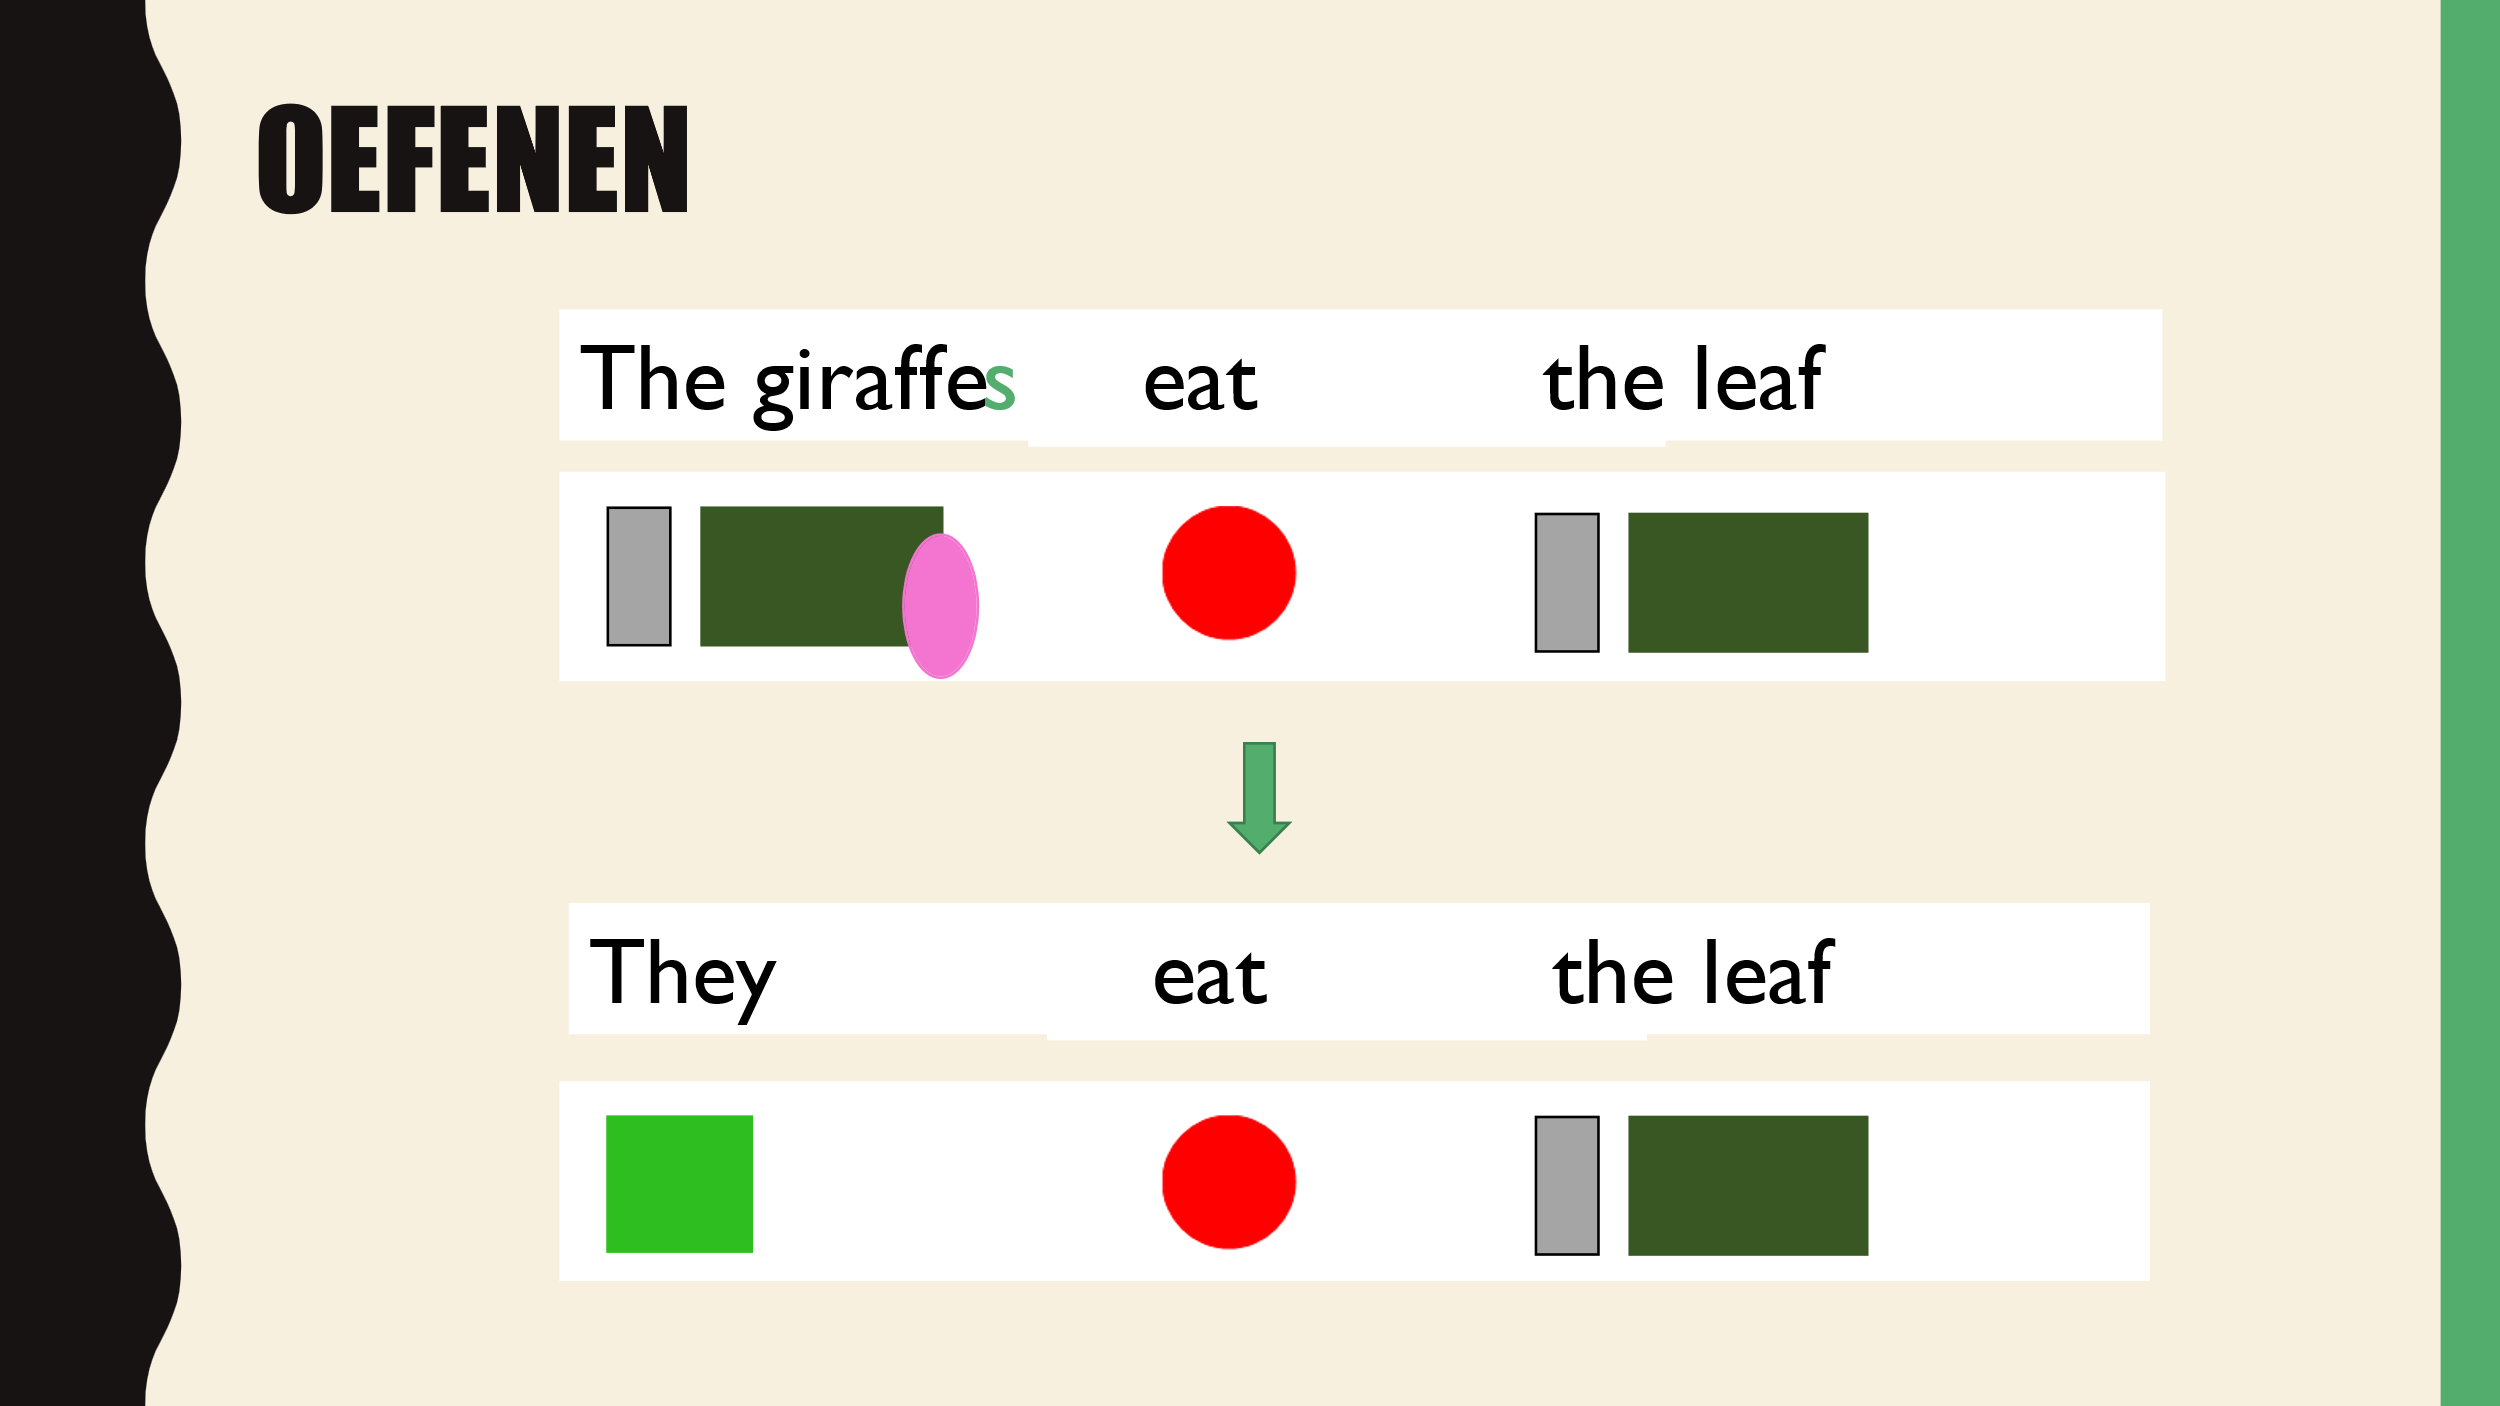 OEFENEN
The giraffes eat the leaf
They eat the leaf